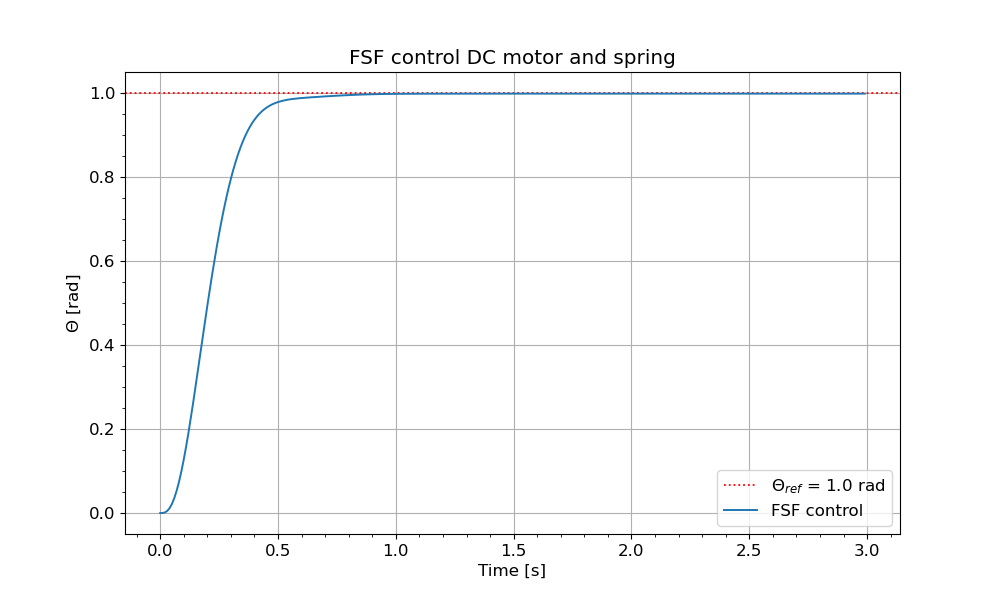 FSF control DC motor and spring
Θ [rad]
1.0
0.8
0.6
0.4
0.2
0.0
0.0 0.5 1.0 1.5 2.0 2.5 3.0
Time [s]
Θref = 1.0 rad
FSF control